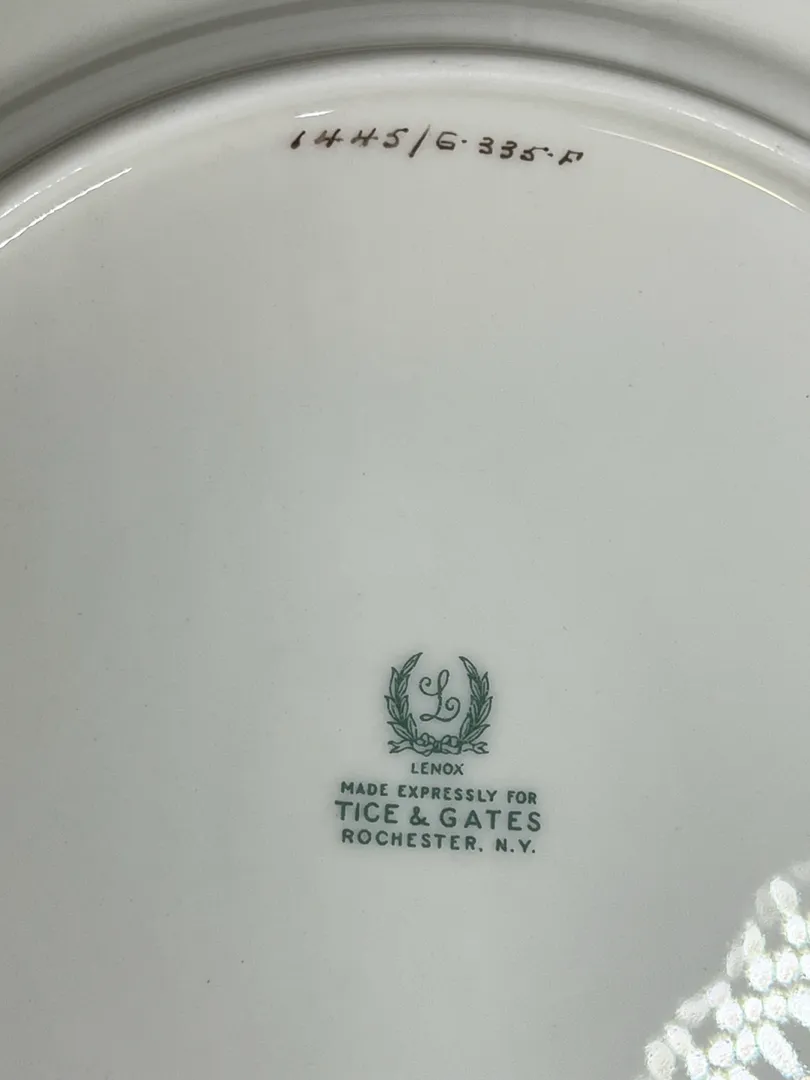 1445/G.335.F
L
LENOX
MADE EXPRESSLY FOR
TICE & GATES
ROCHESTER, N.Y.